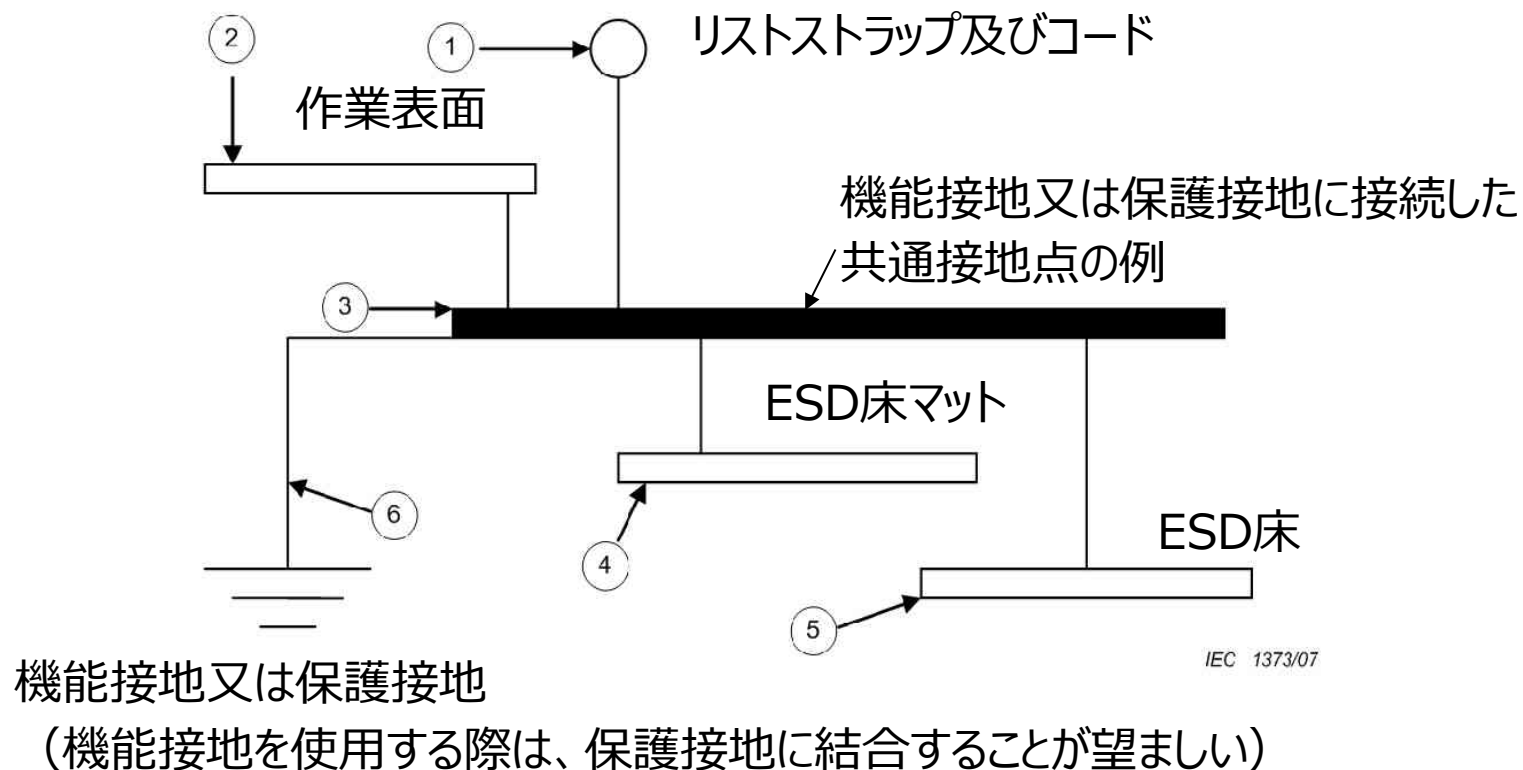 2
1
リストストラップ及びコード
作業表面
機能接地又は保護接地に接続した
共通接地点の例
3
ESD床マット
6
4
ESD床
5
IEC 1373/07
機能接地又は保護接地
（機能接地を使用する際は、保護接地に結合することが望ましい）